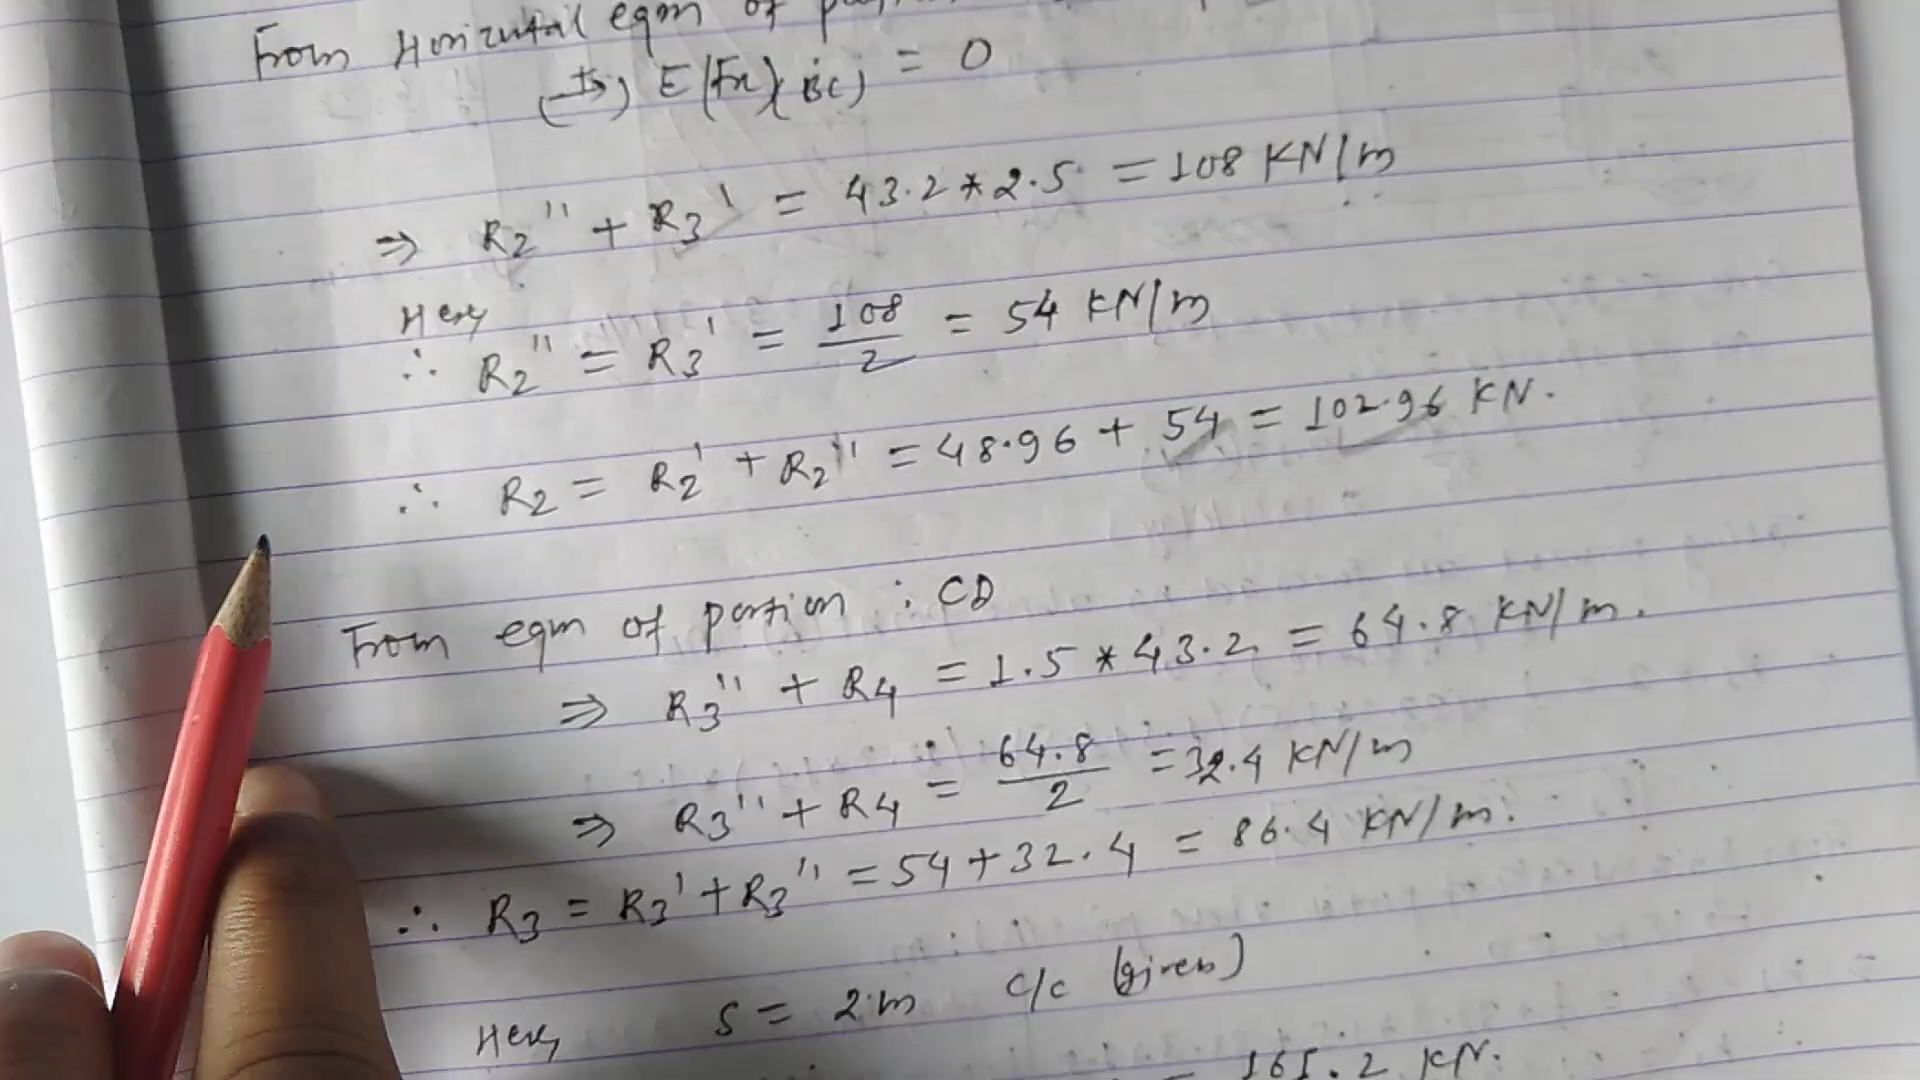 From Horizontal eqm of
(→+) Σ(Fx)(BC) = 0
⇒ R2'' + R3' = 43.2 * 2.5 = 108 KN/m
Here
∴ R2'' = R3' = 108/2 = 54 KN/m
∴ R2 = R2' + R2'' = 48.96 + 54 = 102.96 KN.
From eqm of portion : CD
⇒ R3'' + R4 = 1.5 * 43.2 = 64.8 KN/m.
⇒ R3'' + R4 = 64.8/2 = 32.4 KN/m
∴ R3 = R3' + R3'' = 54 + 32.4 = 86.4 KN/m.
Here, S = 2m c/c (given)
= 161.2 KN.